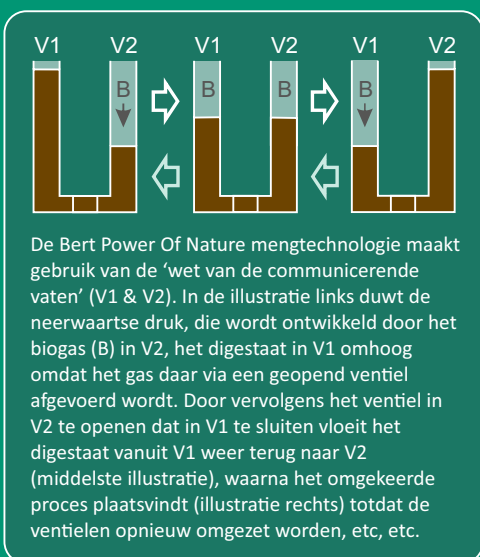 V1 V2 V1 V2 V1 V2
B B B B
De Bert Power Of Nature mengtechnologie maakt
gebruik van de ‘wet van de communicerende
vaten’ (V1 & V2). In de illustratie links duwt de
neerwaartse druk, die wordt ontwikkeld door het
biogas (B) in V2, het digestaat in V1 omhoog
omdat het gas daar via een geopend ventiel
afgevoerd wordt. Door vervolgens het ventiel in
V2 te openen dat in V1 te sluiten vloeit het
digestaat vanuit V1 weer terug naar V2
(middelste illustratie), waarna het omgekeerde
proces plaatsvindt (illustratie rechts) totdat de
ventielen opnieuw omgezet worden, etc, etc.